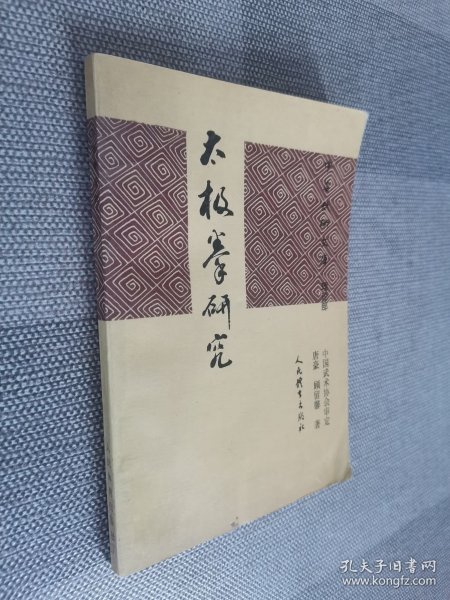 太极拳研究
中国武术协会审定
唐豪 顾留馨 著
人民体育出版社
孔夫子旧书网
www.kongfz.com